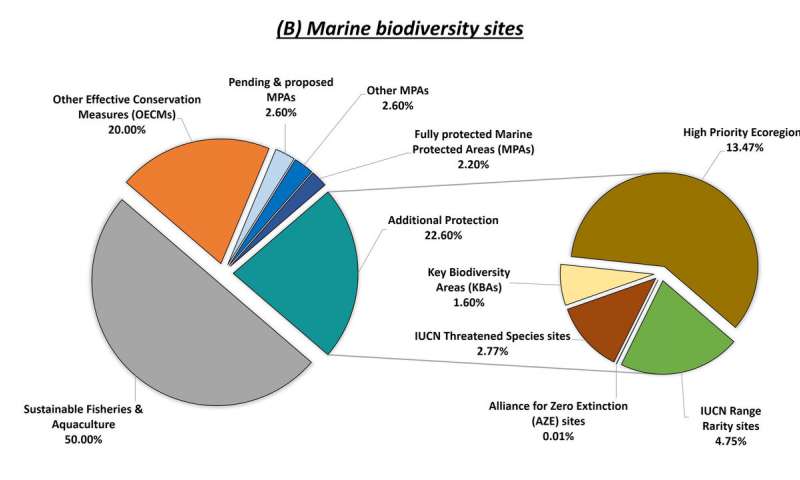 (B) Marine biodiversity sites
Pending & proposed
MPAs
2.60%
Other MPAs
2.60%
Other Effective Conservation
Measures (OECMs)
20.00%
Fully protected Marine
Protected Areas (MPAs)
2.20%
High Priority Ecoregion
13.47%
Additional Protection
22.60%
Key Biodiversity
Areas (KBAs)
1.60%
IUCN Threatened Species sites
2.77%
Sustainable Fisheries &
Aquaculture
50.00%
Alliance for Zero Extinction
(AZE) sites
0.01%
IUCN Range
Rarity sites
4.75%